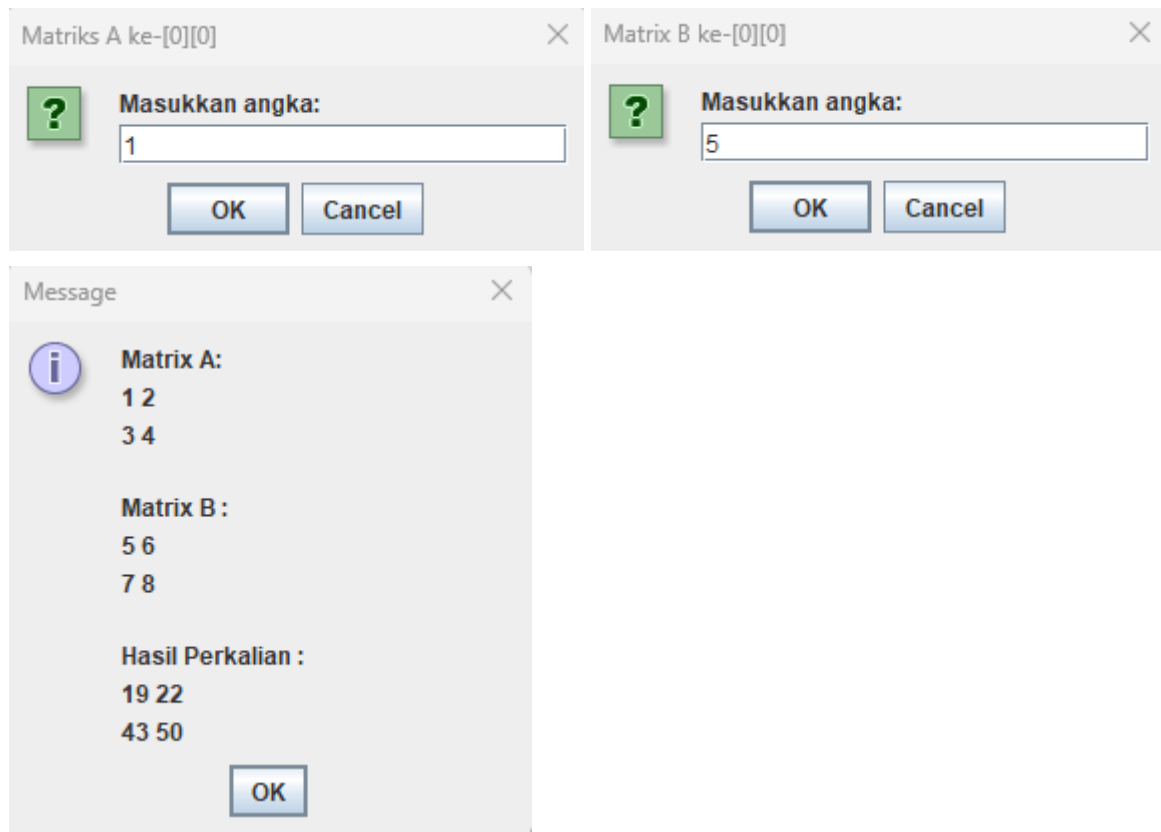 Matriks A ke-[0][0]
Masukkan angka:
1
OK Cancel
Matrix B ke-[0][0]
Masukkan angka:
5
OK Cancel
Message
Matrix A:
1 2
3 4
Matrix B :
5 6
7 8
Hasil Perkalian :
19 22
43 50
OK